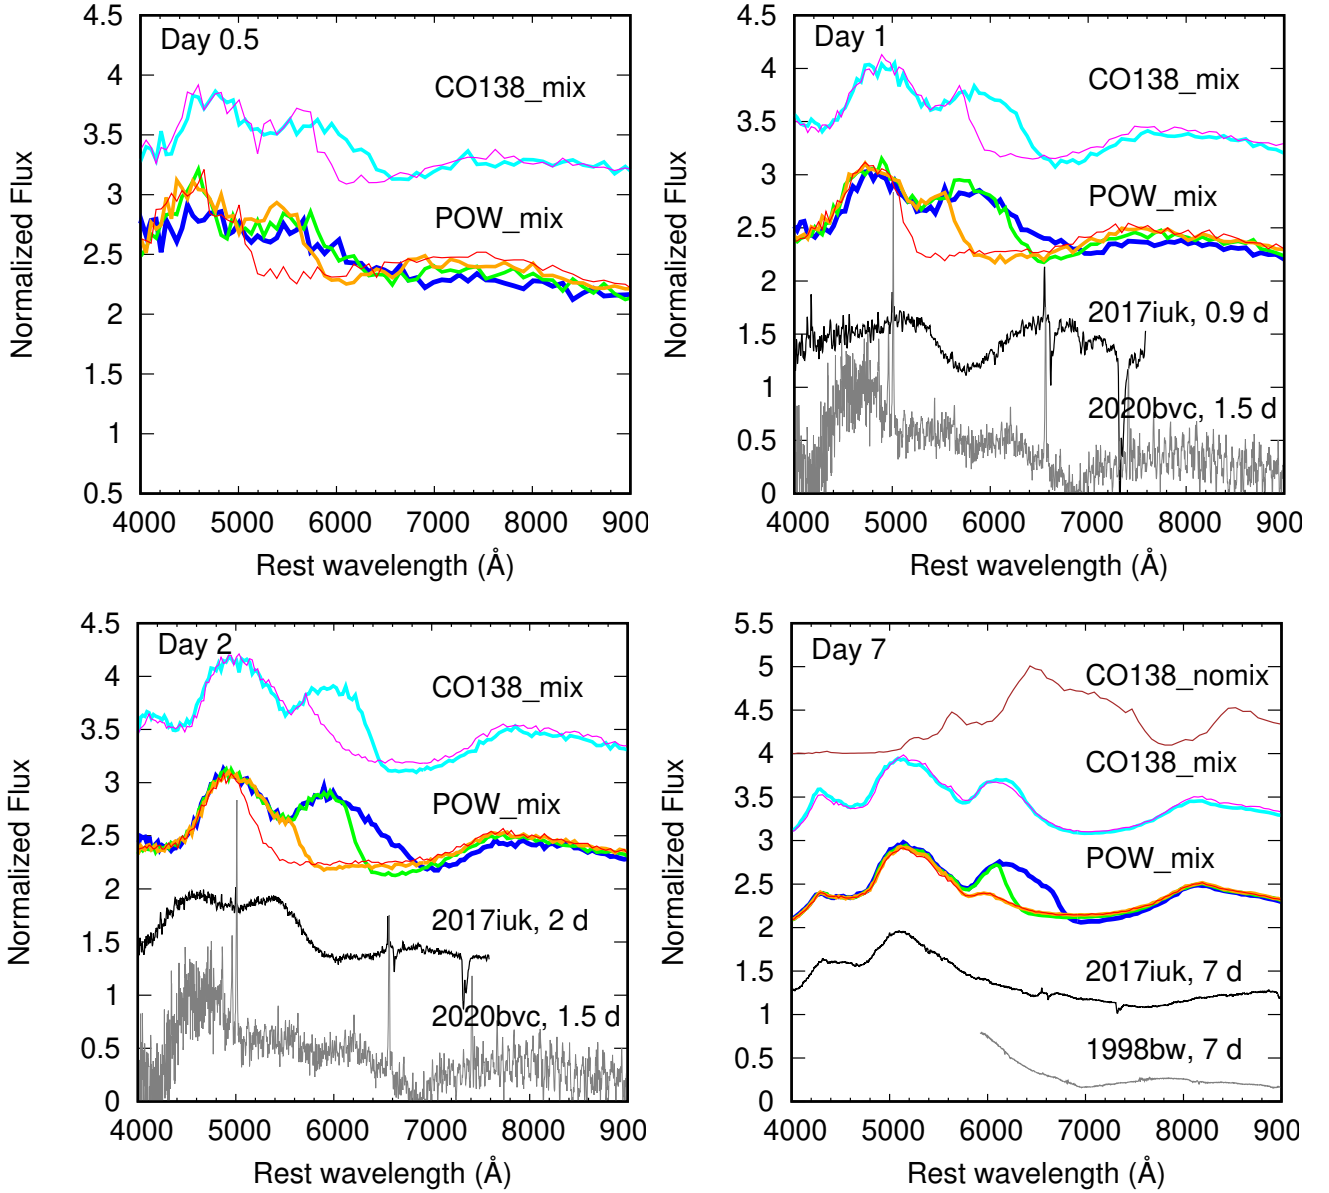 Day 0.5
CO138_mix
POW_mix
Normalized Flux
4.5
4
3.5
3
2.5
2
1.5
1
0.5
4000 5000 6000 7000 8000 900
Rest wavelength (Å)
Day 1
CO138_mix
POW_mix
2017iuk, 0.9 d
2020bvc, 1.5 d
Normalized Flux
4.5
4
3.5
3
2.5
2
1.5
1
0.5
0
4000 5000 6000 7000 8000 900
Rest wavelength (Å)
Day 2
CO138_mix
POW_mix
2017iuk, 2 d
2020bvc, 1.5 d
Normalized Flux
4.5
4
3.5
3
2.5
2
1.5
1
0.5
0
4000 5000 6000 7000 8000 900
Rest wavelength (Å)
Day 7
CO138_nomix
CO138_mix
POW_mix
2017iuk, 7 d
1998bw, 7 d
Normalized Flux
5.5
5
4.5
4
3.5
3
2.5
2
1.5
1
0.5
0
4000 5000 6000 7000 8000 900
Rest wavelength (Å)